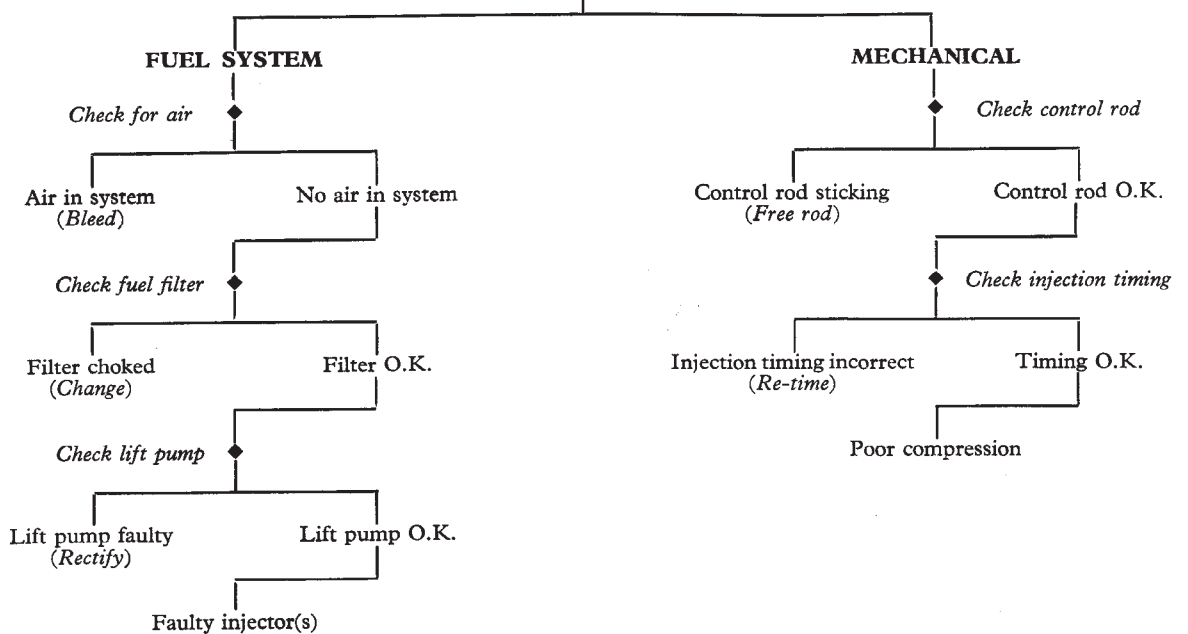 FUEL SYSTEM
Check for air
Air in system
(Bleed)
No air in system
Check fuel filter
Filter choked
(Change)
Filter O.K.
Check lift pump
Lift pump faulty
(Rectify)
Lift pump O.K.
Faulty injector(s)
MECHANICAL
Check control rod
Control rod sticking
(Free rod)
Control rod O.K.
Check injection timing
Injection timing incorrect
(Re-time)
Timing O.K.
Poor compression